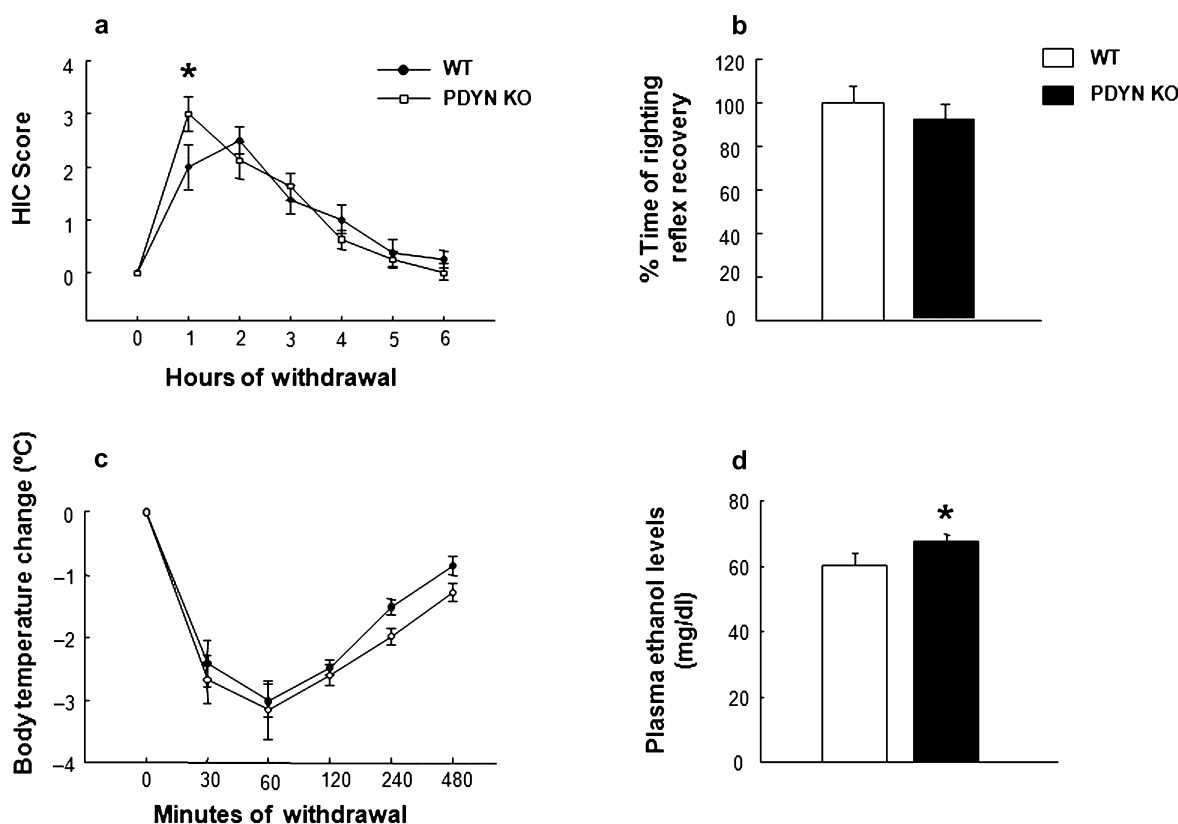 a
HIC Score
4
3
2
1
0
*
WT
PDYN KO
0 1 2 3 4 5 6
Hours of withdrawal
b
% Time of righting
reflex recovery
120
100
80
60
40
20
0
WT
PDYN KO
c
Body temperature change (ºC)
0
–1
–2
–3
–4
0 30 60 120 240 480
Minutes of withdrawal
d
Plasma ethanol levels
(mg/dl)
80
60
40
20
0
*